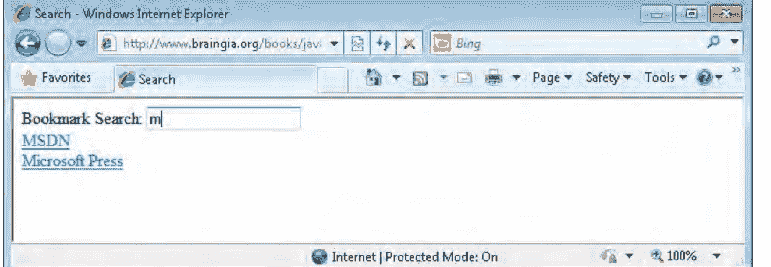 Search - Windows Internet Explorer
http://www.braingia.org/books/java Bing
Favorites Search Page Safety Tools
Bookmark Search: m
MSDN
Microsoft Press
Internet | Protected Mode: On 100%